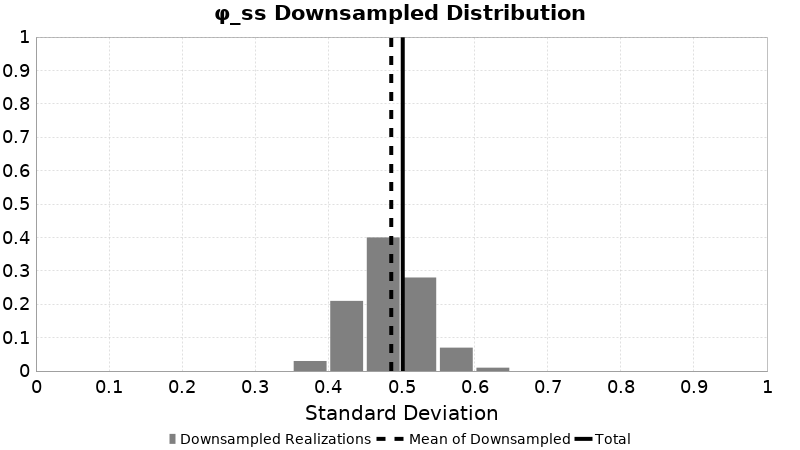 φ_ss Downsampled Distribution
1
0.9
0.8
0.7
0.6
0.5
0.4
0.3
0.2
0.1
0
0 0.1 0.2 0.3 0.4 0.5 0.6 0.7 0.8 0.9 1
Standard Deviation
Downsampled Realizations Mean of Downsampled Total